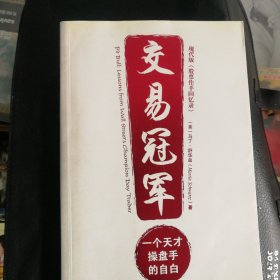 现代版《股票作手回忆录》
交易冠军
Pit Bull: Lessons from Wall Street's Champion Day Trader
［美］马丁·舒华兹（Martin Schwartz）著
一个天才
操盘手
的自白